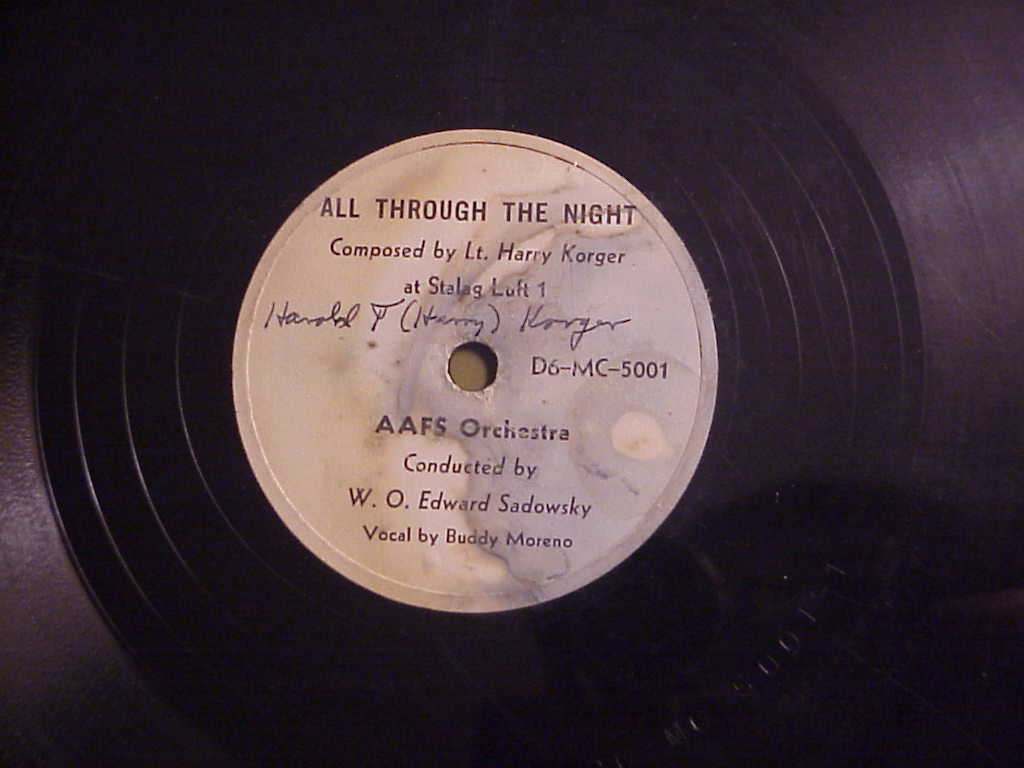 ALL THROUGH THE NIGHT
Composed by Lt. Harry Korger
at Stalag Luft 1
Harold T (Harry) Korger
D6-MC-5001
AAFS Orchestra
Conducted by
W. O. Edward Sadowsky
Vocal by Buddy Moreno